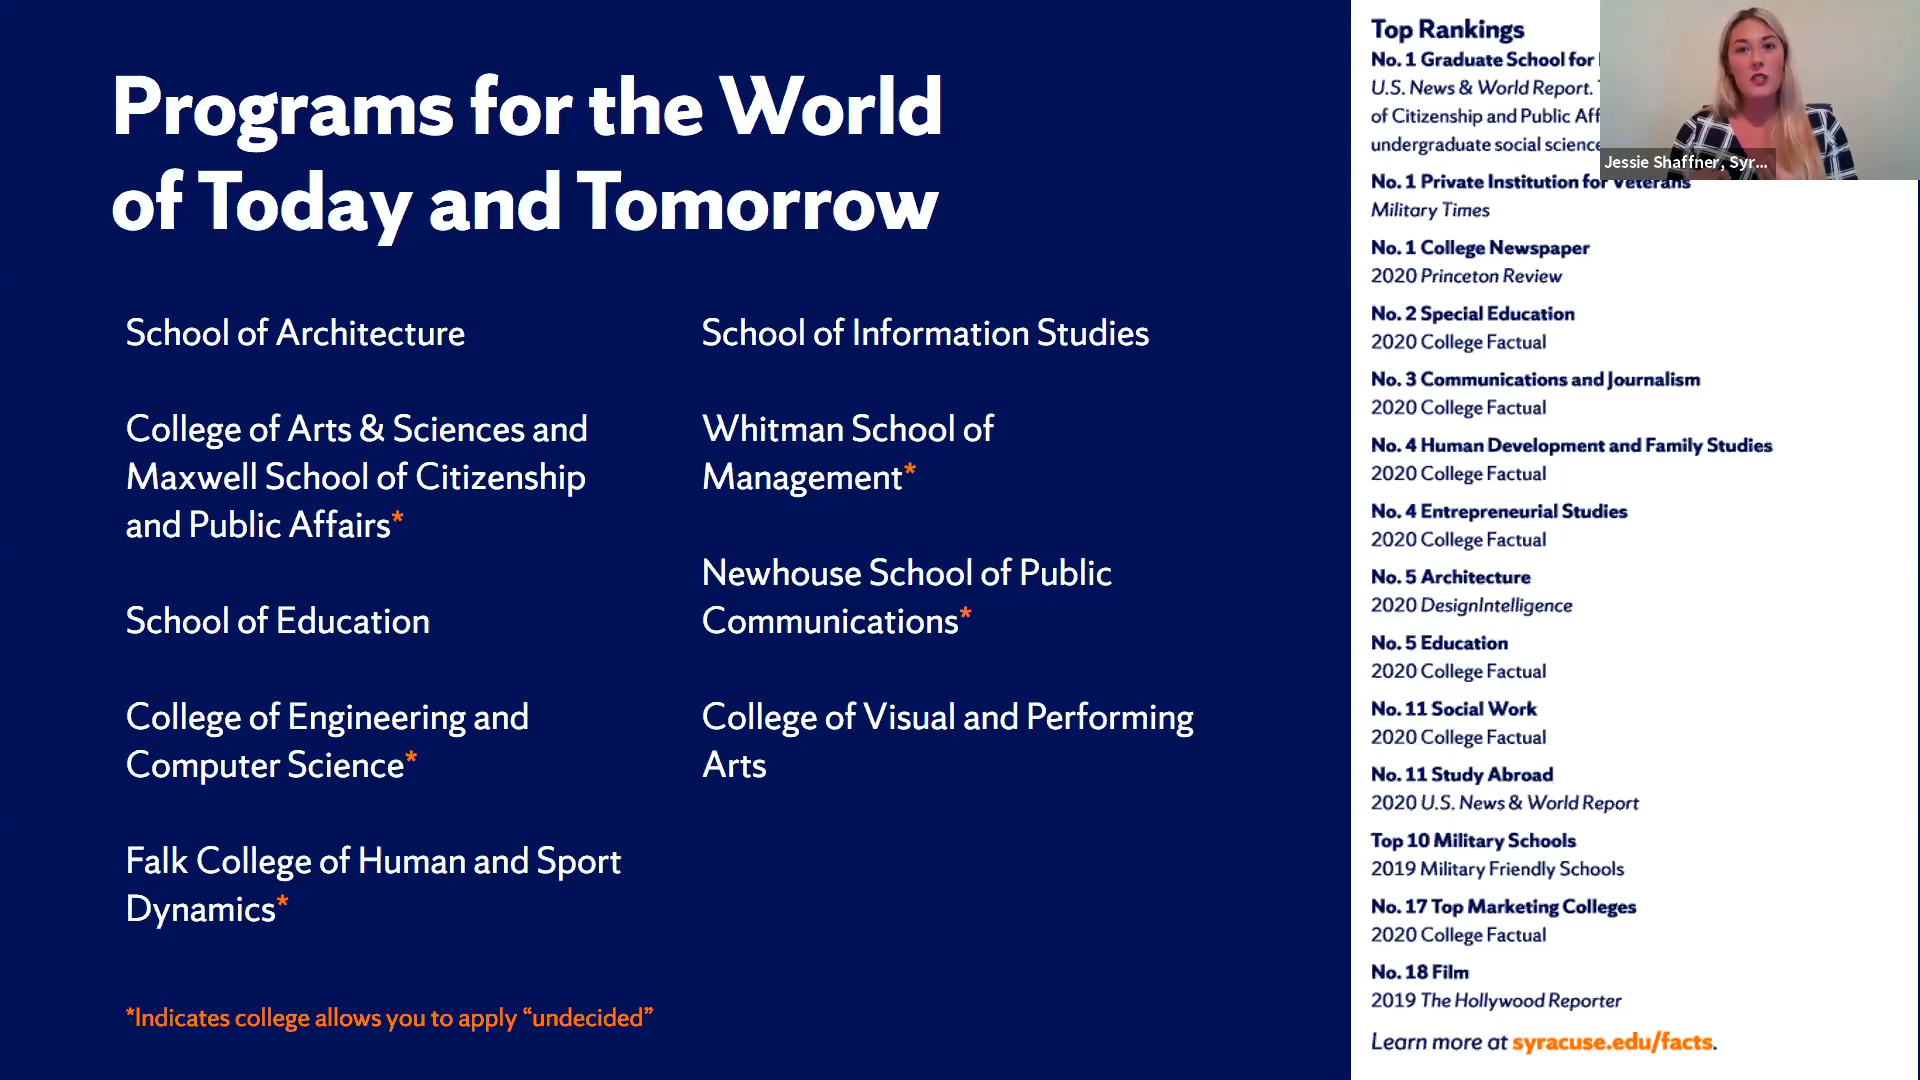 Programs for the World
of Today and Tomorrow
School of Architecture
College of Arts & Sciences and
Maxwell School of Citizenship
and Public Affairs*
School of Education
College of Engineering and
Computer Science*
Falk College of Human and Sport
Dynamics*
School of Information Studies
Whitman School of
Management*
Newhouse School of Public
Communications*
College of Visual and Performing
Arts
*Indicates college allows you to apply “undecided”
Top Rankings
No. 1 Graduate School for
U.S. News & World Report.
of Citizenship and Public Aff
undergraduate social science
No. 1 Private Institution for Veterans
Military Times
No. 1 College Newspaper
2020 Princeton Review
No. 2 Special Education
2020 College Factual
No. 3 Communications and Journalism
2020 College Factual
No. 4 Human Development and Family Studies
2020 College Factual
No. 4 Entrepreneurial Studies
2020 College Factual
No. 5 Architecture
2020 DesignIntelligence
No. 5 Education
2020 College Factual
No. 11 Social Work
2020 College Factual
No. 11 Study Abroad
2020 U.S. News & World Report
Top 10 Military Schools
2019 Military Friendly Schools
No. 17 Top Marketing Colleges
2020 College Factual
No. 18 Film
2019 The Hollywood Reporter
Learn more at syracuse.edu/facts.
Jessie Shaffner, Syr...